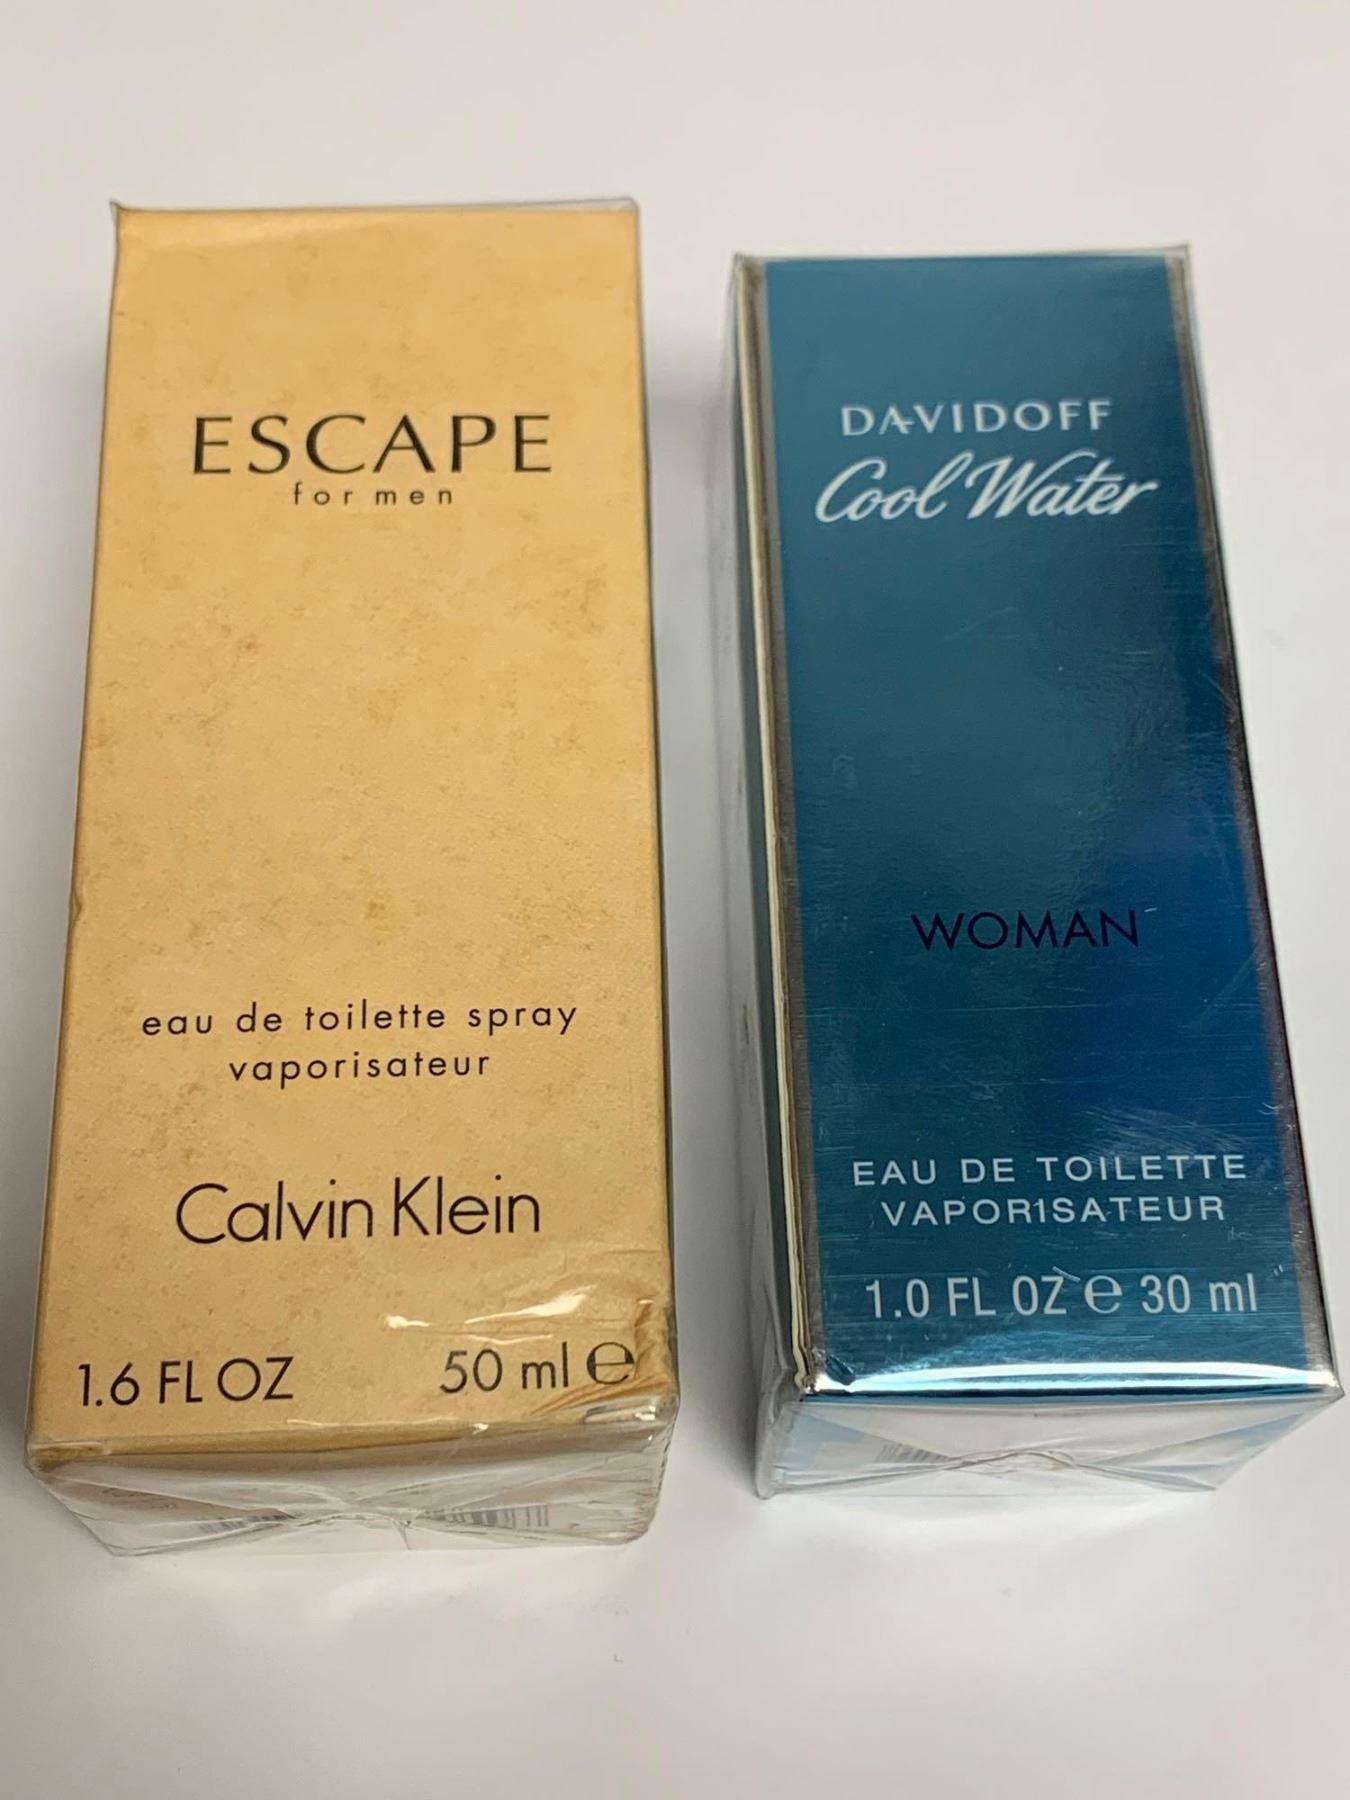 ESCAPE
for men
eau de toilette spray
vaporisateur
Calvin Klein
1.6 FL OZ 50 ml e
DAVIDOFF
Cool Water
WOMAN
EAU DE TOILETTE
VAPORISATEUR
1.0 FL OZ e 30 ml